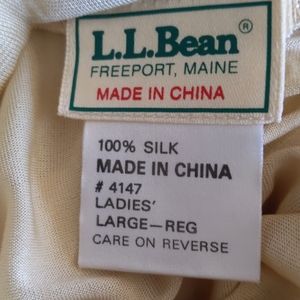 L.L.Bean®
FREEPORT, MAINE
MADE IN CHINA
100% SILK
MADE IN CHINA
# 4147
LADIES'
LARGE—REG
CARE ON REVERSE